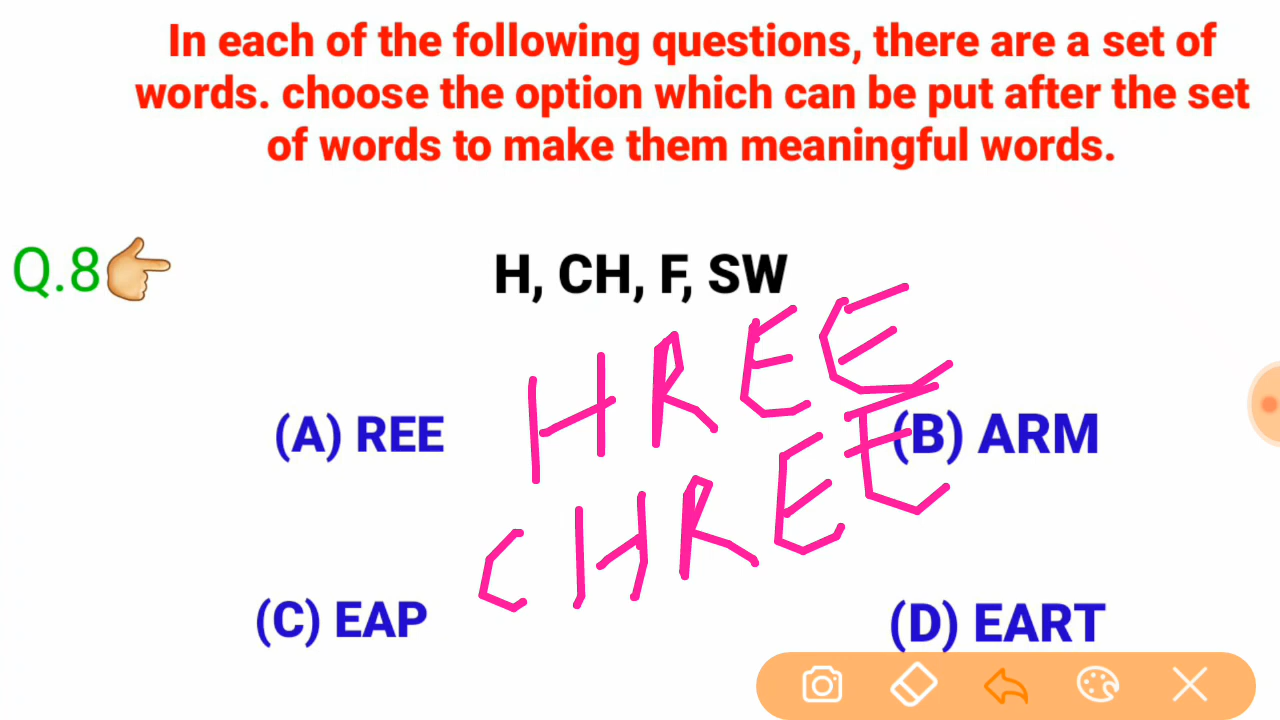 In each of the following questions, there are a set of
words. choose the option which can be put after the set
of words to make them meaningful words.
Q.8
H, CH, F, SW
HREE
(A) REE
(B) ARM
CHREE
(C) EAP
(D) EART